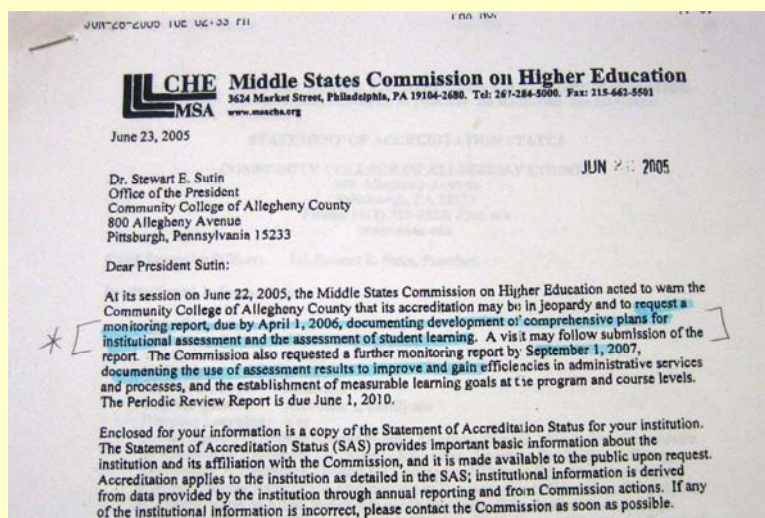 JUN-28-2005 TUE 02:33 PM
FAX NO.
CHE Middle States Commission on Higher Education
MSA 3624 Market Street, Philadelphia, PA 19104-2680. Tel: 267-284-5000. Fax: 215-662-5501
www.msache.org
STATEMENT OF ACCREDITATION STATUS
June 23, 2005
JUN 2005
Dr. Stewart E. Sutin
Office of the President
Community College of Allegheny County
800 Allegheny Avenue
Pittsburgh, Pennsylvania 15233
Dear President Sutin:
At its session on June 22, 2005, the Middle States Commission on Higher Education acted to warn the
Community College of Allegheny County that its accreditation may be in jeopardy and to request a
monitoring report, due by April 1, 2006, documenting development of comprehensive plans for
institutional assessment and the assessment of student learning. A visit may follow submission of the
report. The Commission also requested a further monitoring report by September 1, 2007,
documenting the use of assessment results to improve and gain efficiencies in administrative services
and processes, and the establishment of measurable learning goals at the program and course levels.
The Periodic Review Report is due June 1, 2010.
Enclosed for your information is a copy of the Statement of Accreditation Status for your institution.
The Statement of Accreditation Status (SAS) provides important basic information about the
institution and its affiliation with the Commission, and it is made available to the public upon request.
Accreditation applies to the institution as detailed in the SAS; institutional information is derived
from data provided by the institution through annual reporting and from Commission actions. If any
of the institutional information is incorrect, please contact the Commission as soon as possible.